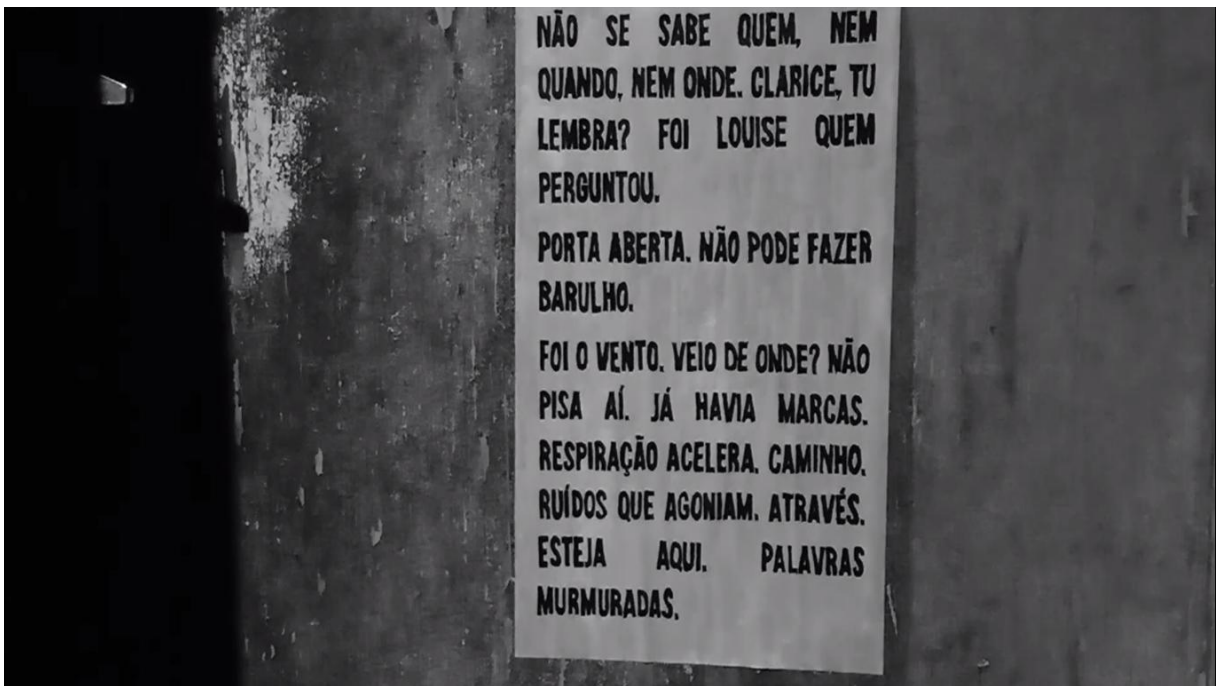 NÃO SE SABE QUEM, NEM
QUANDO, NEM ONDE. CLARICE, TU
LEMBRA? FOI LOUISE QUEM
PERGUNTOU.
PORTA ABERTA. NÃO PODE FAZER
BARULHO.
FOI O VENTO. VEIO DE ONDE? NÃO
PISA AÍ. JÁ HAVIA MARCAS.
RESPIRAÇÃO ACELERA. CAMINHO.
RUÍDOS QUE AGONIAM. ATRAVÉS.
ESTEJA AQUI. PALAVRAS
MURMURADAS.